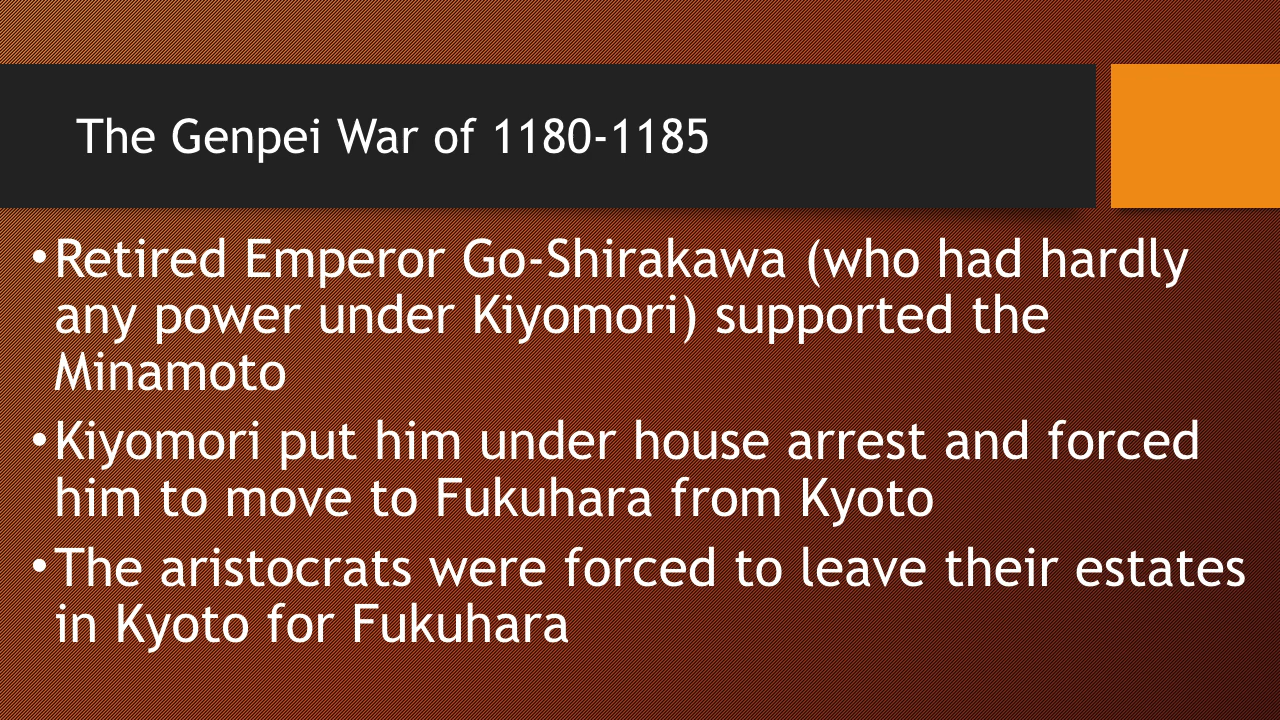 The Genpei War of 1180-1185
•Retired Emperor Go-Shirakawa (who had hardly
any power under Kiyomori) supported the
Minamoto
•Kiyomori put him under house arrest and forced
him to move to Fukuhara from Kyoto
•The aristocrats were forced to leave their estates
in Kyoto for Fukuhara